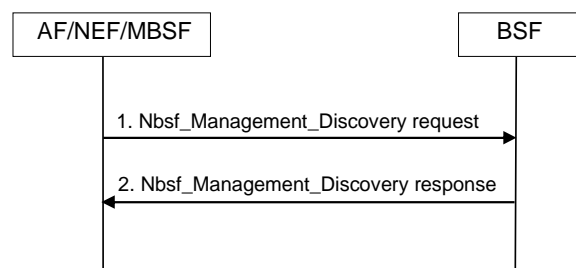 AF/NEF/MBSF
BSF
1. Nbsf_Management_Discovery request
2. Nbsf_Management_Discovery response